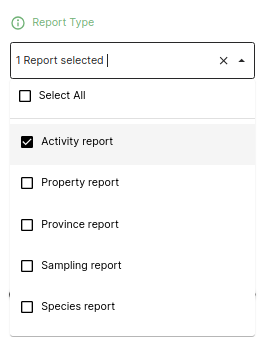 Report Type
1 Report selected
Select All
Activity report
Property report
Province report
Sampling report
Species report